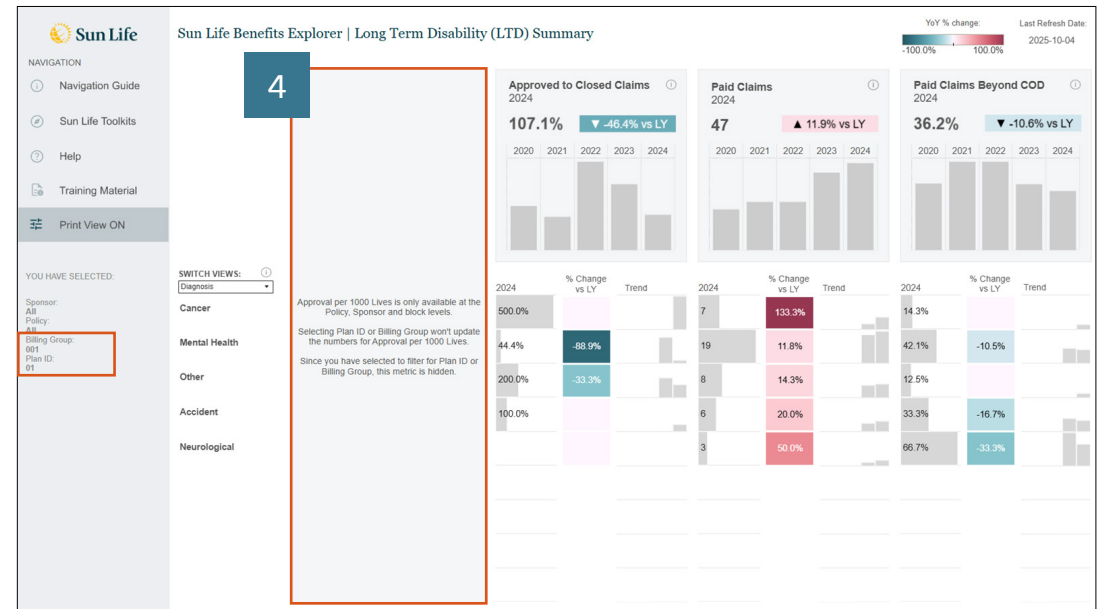 Sun Life
Sun Life Benefits Explorer | Long Term Disability (LTD) Summary
YoY % change:
-100.0% 100.0%
Last Refresh Date:
2025-10-04
NAVIGATION
Navigation Guide
Sun Life Toolkits
Help
Training Material
Print View ON
YOU HAVE SELECTED:
Sponsor:
All
Policy:
All
Billing Group:
001
Plan ID:
01
4
Approved to Closed Claims
2024
107.1% ▼ -46.4% vs LY
2020 2021 2022 2023 2024
Paid Claims
2024
47 ▲ 11.9% vs LY
2020 2021 2022 2023 2024
Paid Claims Beyond COD
2024
36.2% ▼ -10.6% vs LY
2020 2021 2022 2023 2024
SWITCH VIEWS:
Diagnosis
Approval per 1000 Lives is only available at the
Policy, Sponsor and block levels.
Selecting Plan ID or Billing Group won't update
the numbers for Approval per 1000 Lives.
Since you have selected to filter for Plan ID or
Billing Group, this metric is hidden.
2024 % Change vs LY Trend 2024 % Change vs LY Trend 2024 % Change vs LY Trend
Cancer 500.0% 7 133.3% 14.3%
Mental Health 44.4% -88.9% 19 11.8% 42.1% -10.5%
Other 200.0% -33.3% 8 14.3% 12.5%
Accident 100.0% 6 20.0% 33.3% -16.7%
Neurological 3 50.0% 66.7% -33.3%